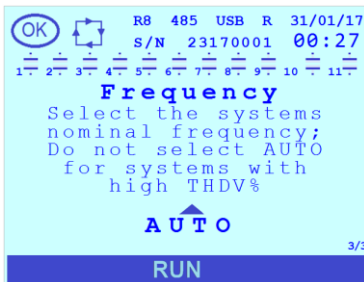 OK R8 485 USB R 31/01/17
S/N 23170001 00:27
1 2 3 4 5 6 7 8 9 10 11
Frequency
Select the systems
nominal frequency;
Do not select AUTO
for systems with
high THDV%
AUTO
3/3
RUN